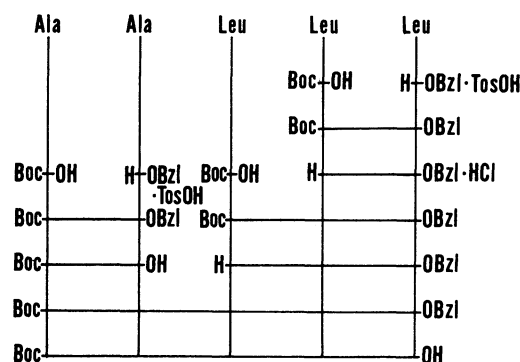 Ala Ala Leu Leu Leu
Boc OH H OBzl·TosOH
Boc OBzl
Boc OH H OBzl Boc OH H OBzl·HCl
·TosOH
Boc OBzl Boc OBzl
Boc OH H OBzl
Boc OBzl
Boc OH